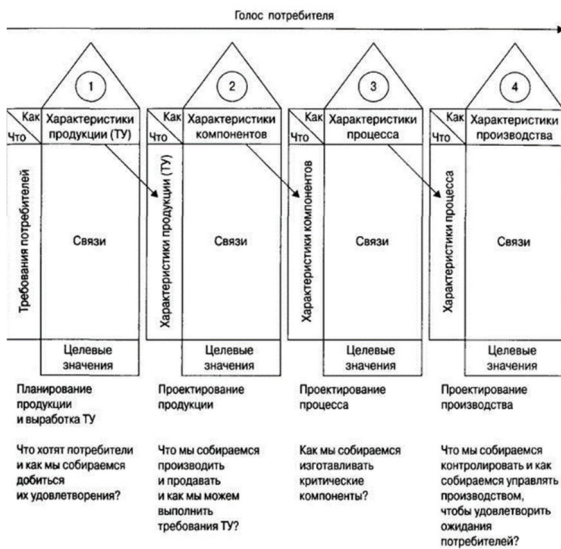 Голос потребителя
1
2
3
4
Как
Что
Характеристики
продукции (ТУ)
Как
Что
Характеристики
компонентов
Как
Что
Характеристики
процесса
Как
Что
Характеристики
производства
Требования потребителей
Связи
Характеристики продукции (ТУ)
Связи
Характеристики компонентов
Связи
Характеристики процесса
Связи
Целевые
значения
Целевые
значения
Целевые
значения
Целевые
значения
Планирование
продукции
и выработка ТУ
Что хотят потребители
и как мы собираемся
добиться
их удовлетворения?
Проектирование
продукции
Что мы собираемся
производить
и продавать
и как мы можем
выполнить
требования ТУ?
Проектирование
процесса
Как мы собираемся
изготавливать
критические
компоненты?
Проектирование
производства
Что мы собираемся
контролировать и как
собираемся управлять
производством,
чтобы удовлетворить
ожидания
потребителей?